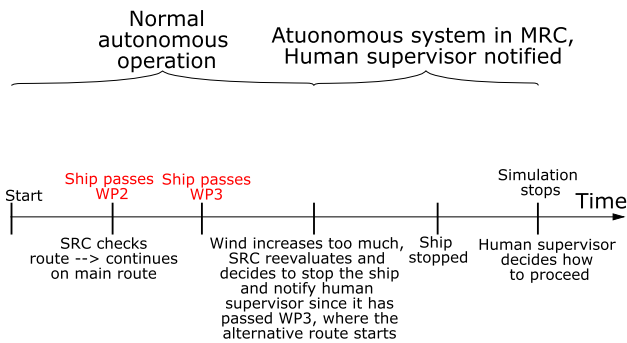 Normal
autonomous
operation
Atuonomous system in MRC,
Human supervisor notified
Start
Ship passes
WP2
Ship passes
WP3
Simulation
stops
Time
SRC checks
route --> continues
on main route
Wind increases too much,
SRC reevaluates and
decides to stop the ship
and notify human
supervisor since it has
passed WP3, where the
alternative route starts
Ship
stopped
Human supervisor
decides how
to proceed